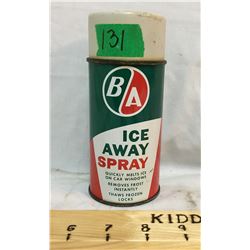 131
BA
ICE
AWAY
SPRAY
QUICKLY MELTS ICE
ON CAR WINDOWS
REMOVES FROST
INSTANTLY
THAWS FROZEN
LOCKS
KIDD
6 7 8 9